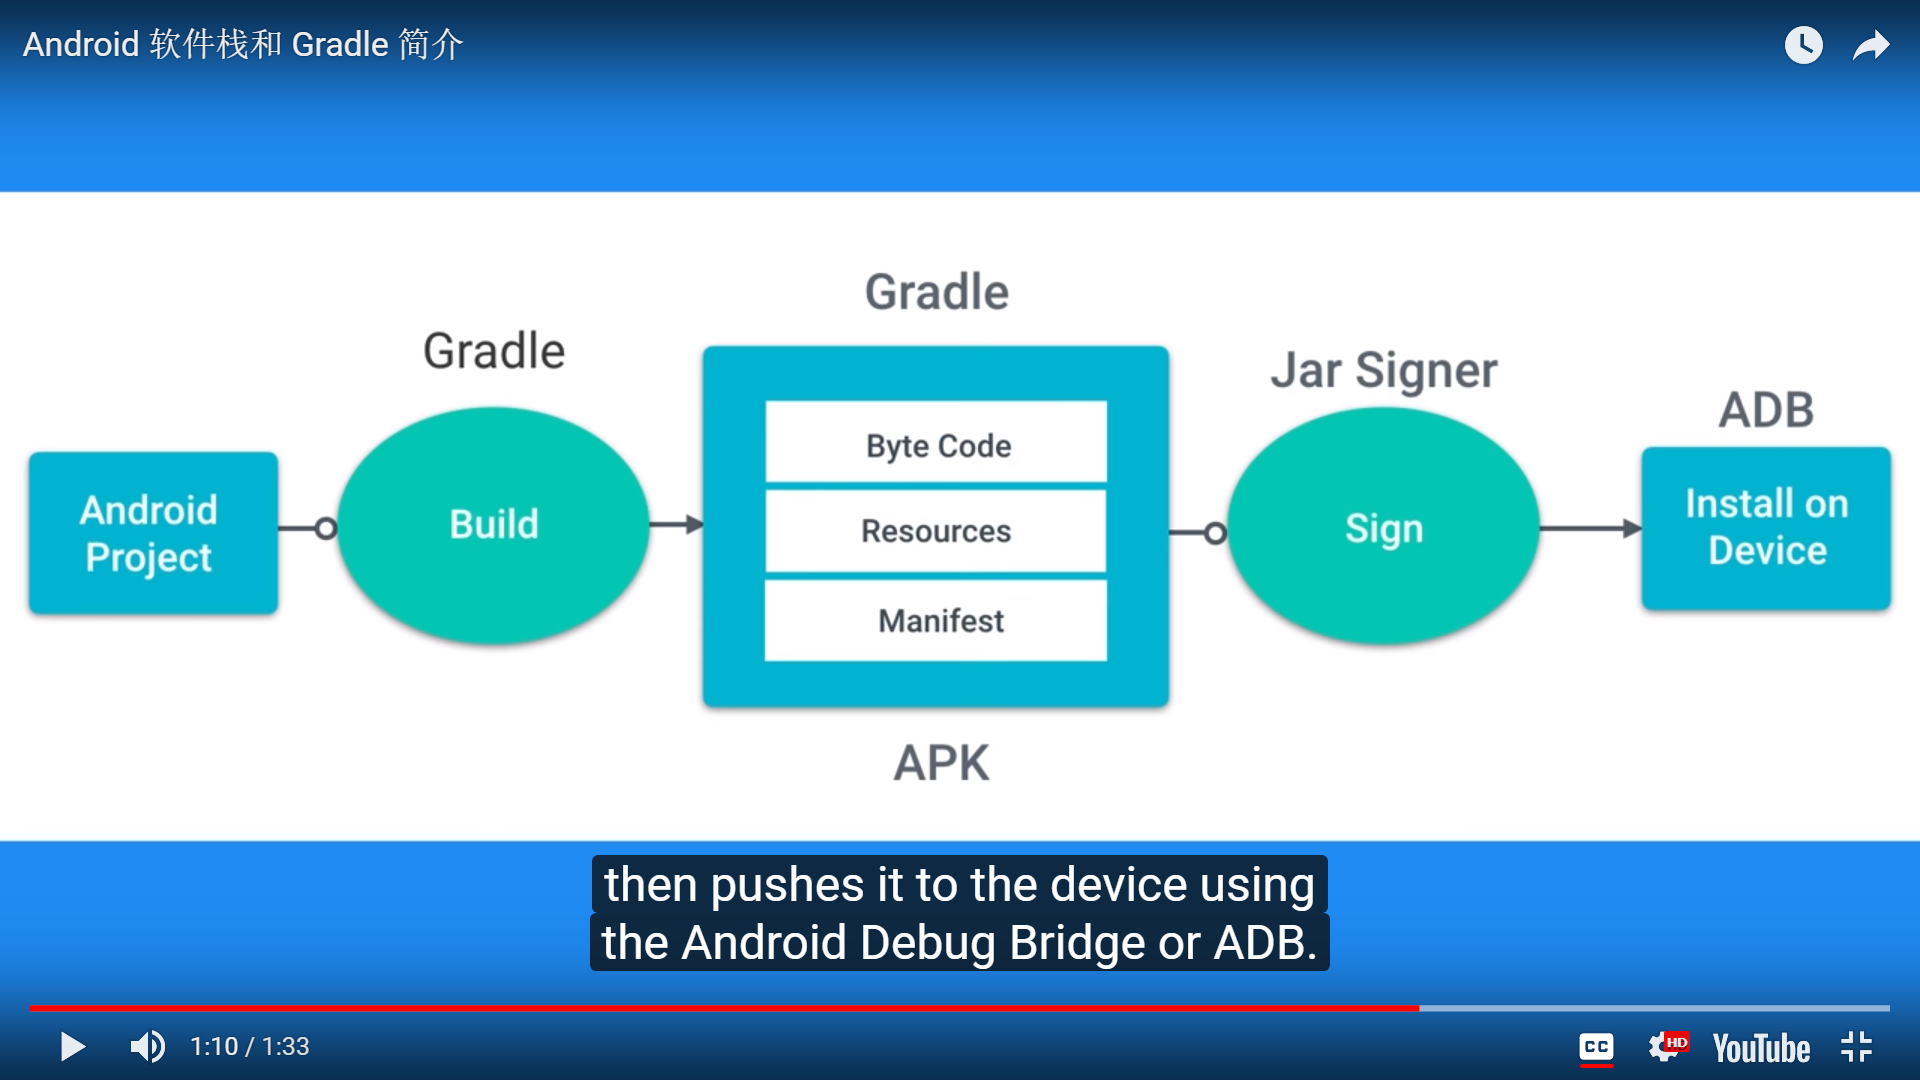 Android 软件栈和 Gradle 简介
Gradle
Gradle
Jar Signer
ADB
Android
Project
Build
Byte Code
Resources
Manifest
Sign
Install on
Device
APK
then pushes it to the device using
the Android Debug Bridge or ADB.
1:10 / 1:33
CC
HD
YouTube